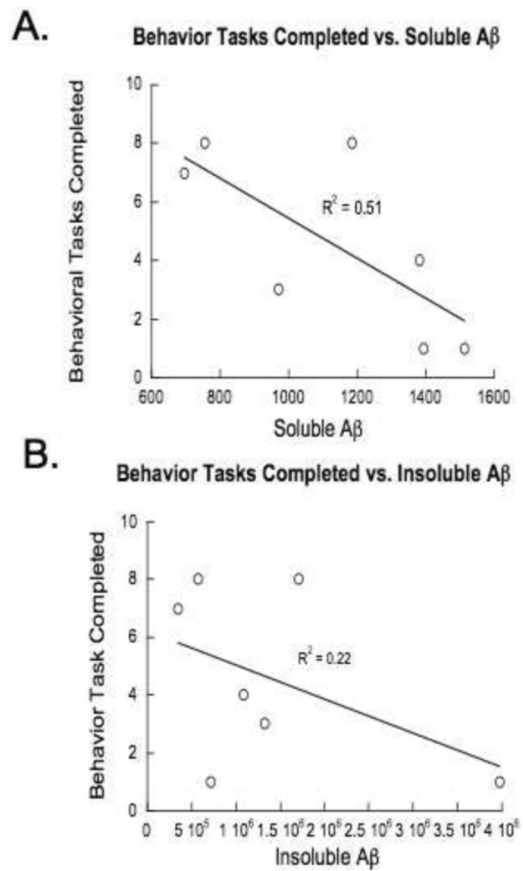 A.
Behavior Tasks Completed vs. Soluble Aβ
Behavioral Tasks Completed
10
8
6
4
2
0
R² = 0.51
600 800 1000 1200 1400 1600
Soluble Aβ
B.
Behavior Tasks Completed vs. Insoluble Aβ
Behavior Task Completed
10
8
6
4
2
0
R² = 0.22
0 5 10⁵ 1 10⁶ 1.5 10⁶ 2 10⁶ 2.5 10⁶ 3 10⁶ 3.5 10⁶ 4 10⁶
Insoluble Aβ